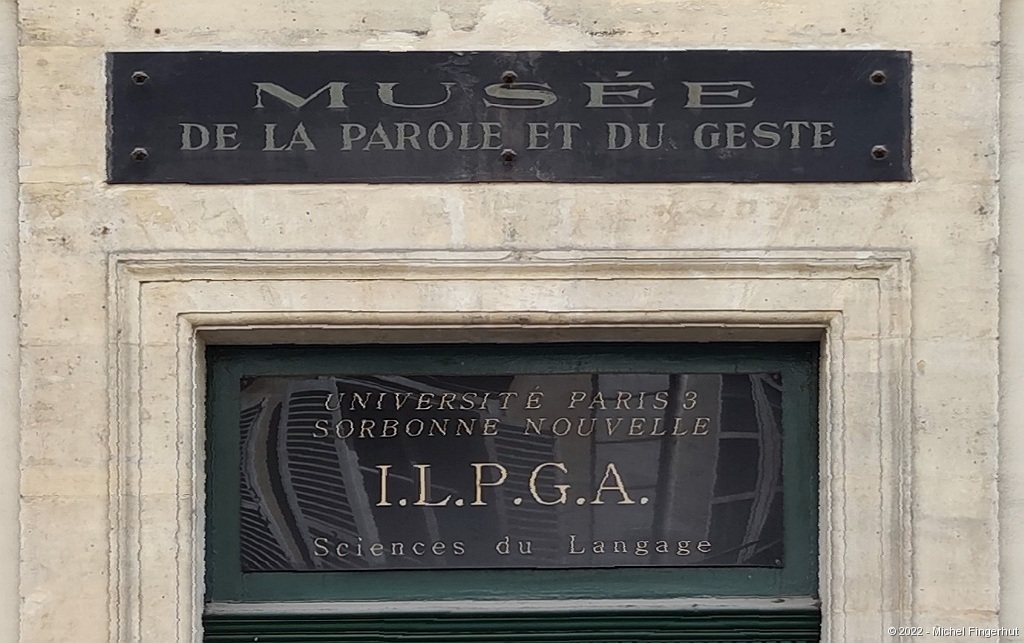 MUSÉE
DE LA PAROLE ET DU GESTE
UNIVERSITÉ PARIS 3
SORBONNE NOUVELLE
I.L.P.G.A.
Sciences du Langage
© 2022 - Michel Fingerhut